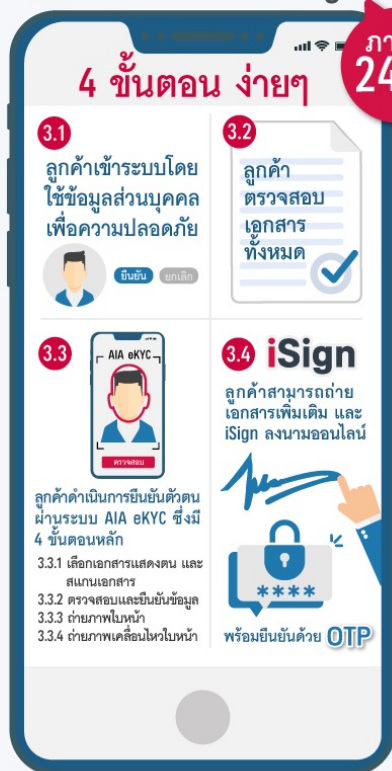 ภา
24
4 ขั้นตอน ง่ายๆ
3.1
ลูกค้าเข้าระบบโดย
ใช้ข้อมูลส่วนบุคคล
เพื่อความปลอดภัย
ยืนยัน ยกเลิก
3.2
ลูกค้า
ตรวจสอบ
เอกสาร
ทั้งหมด
3.3
AIA eKYC
ตรวจสอบ
ลูกค้าดำเนินการยืนยันตัวตน
ผ่านระบบ AIA eKYC ซึ่งมี
4 ขั้นตอนหลัก
3.3.1 เลือกเอกสารแสดงตน และ
สแกนเอกสาร
3.3.2 ตรวจสอบและยืนยันข้อมูล
3.3.3 ถ่ายภาพใบหน้า
3.3.4 ถ่ายภาพเคลื่อนไหวใบหน้า
3.4 iSign
ลูกค้าสามารถถ่าย
เอกสารเพิ่มเติม และ
iSign ลงนามออนไลน์
****
พร้อมยืนยันด้วย OTP